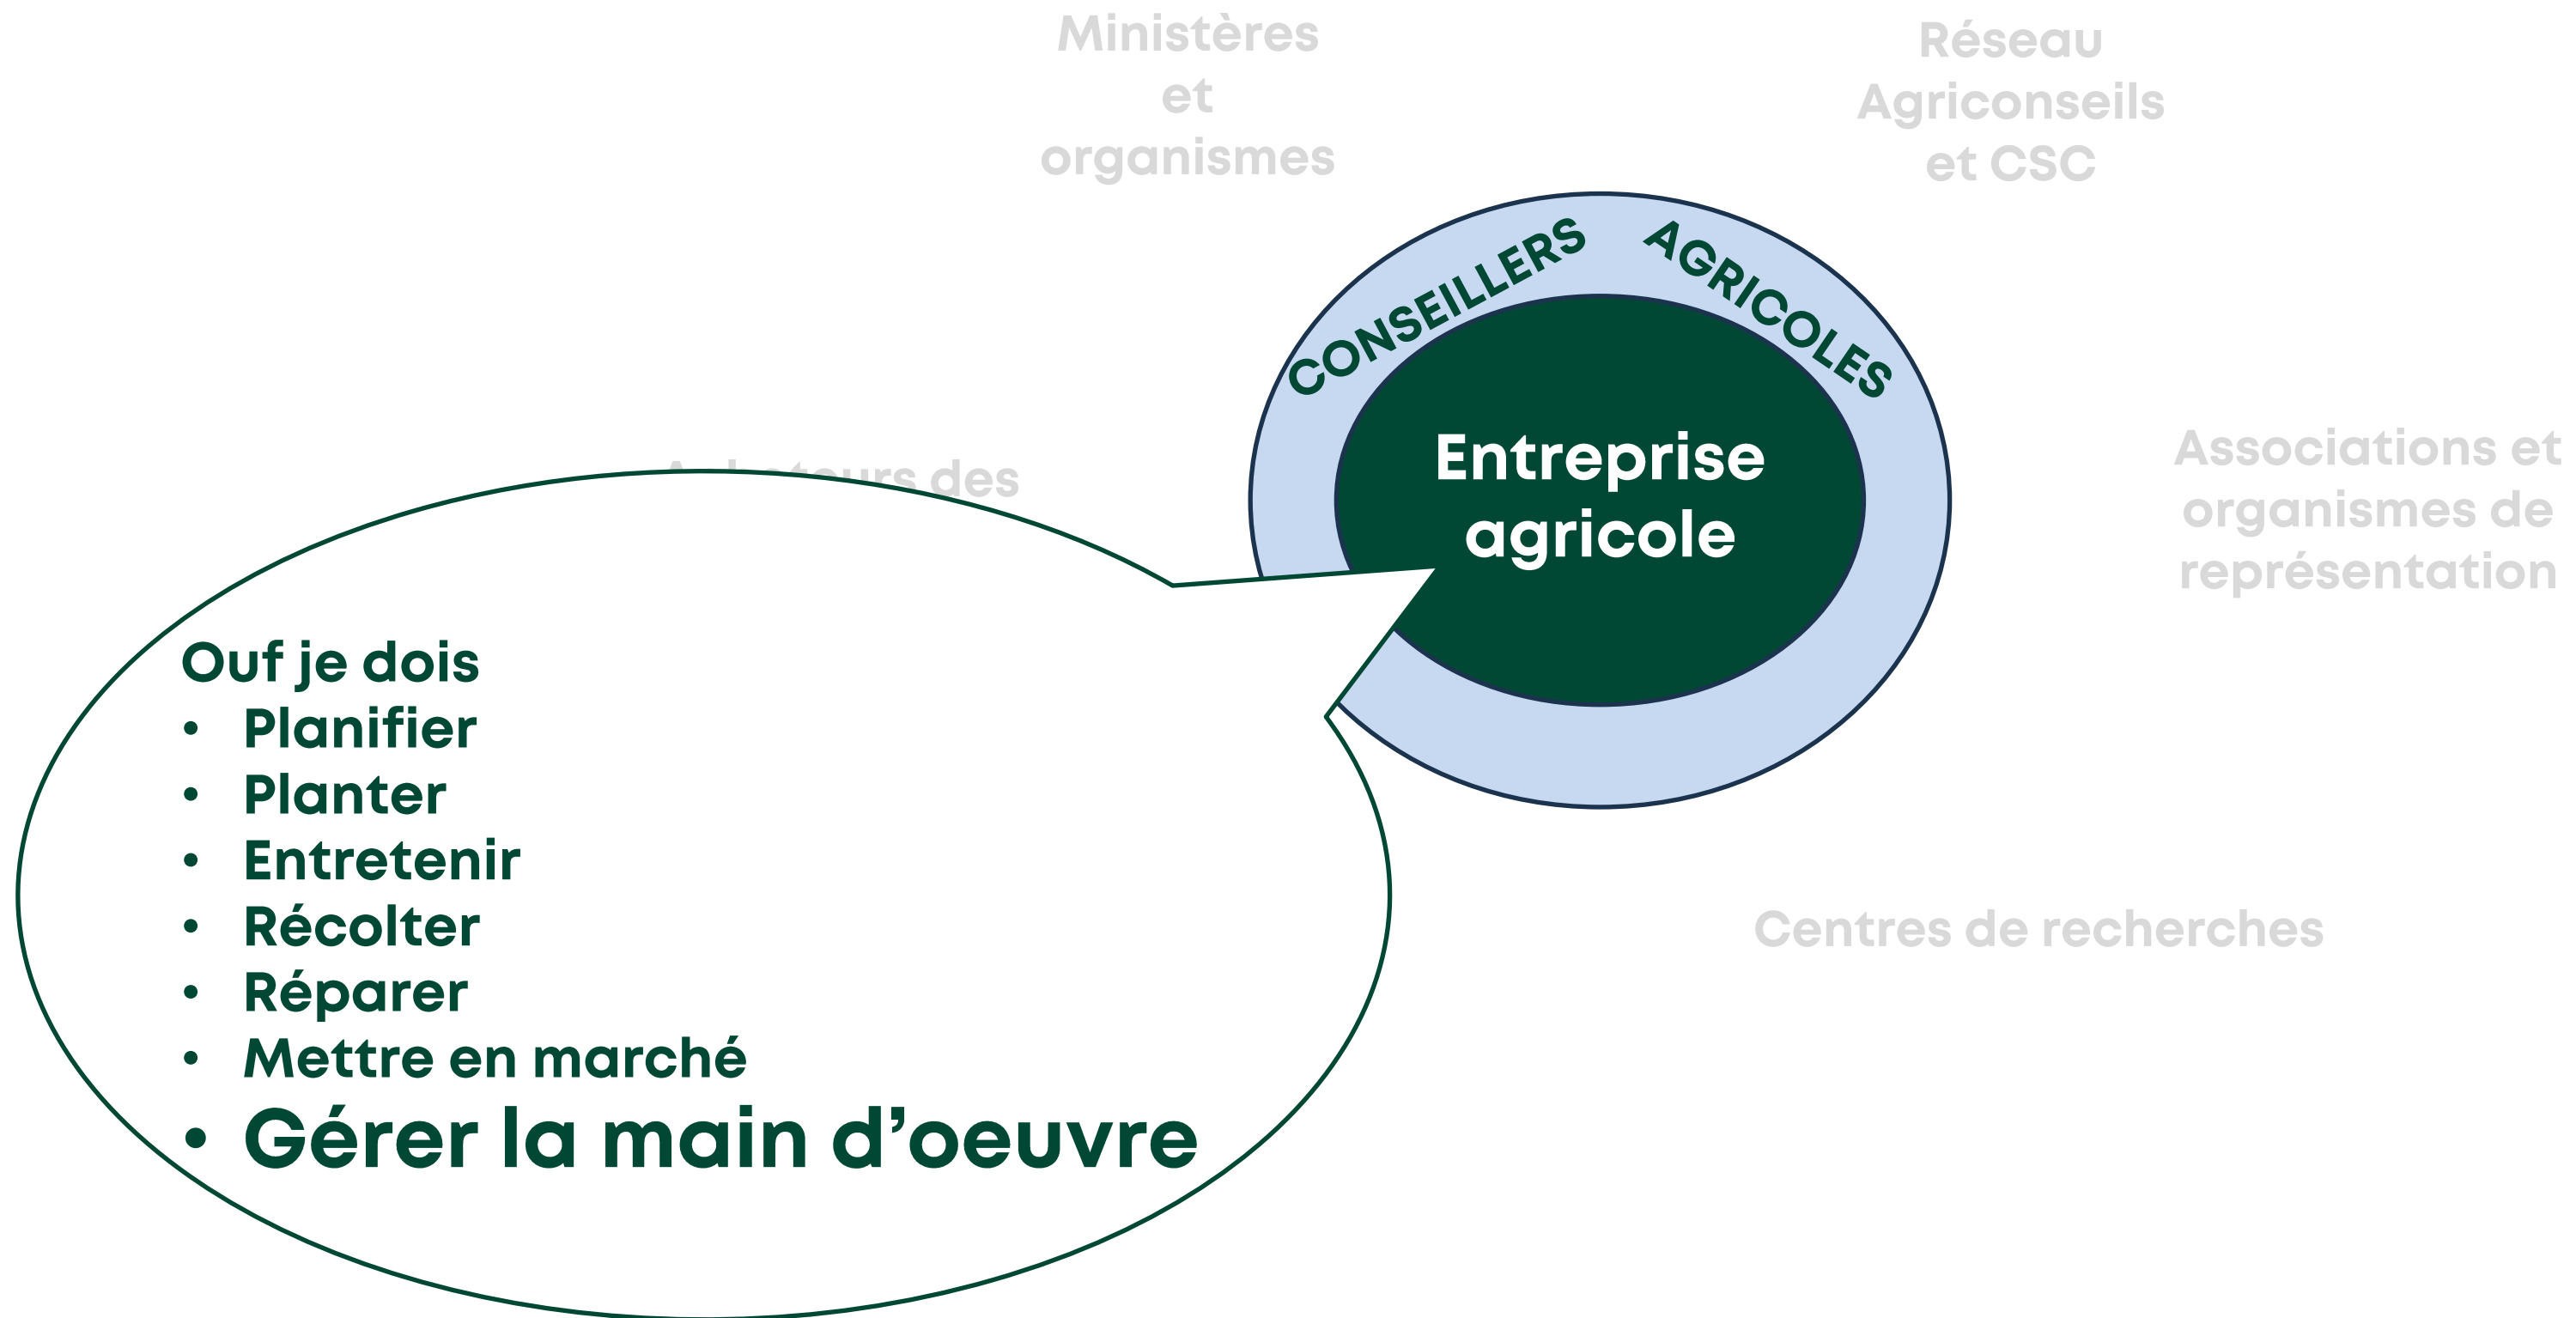 Ministères
et
organismes
Réseau
Agriconseils
et CSC
CONSEILLERS AGRICOLES
Entreprise
agricole
Associations et
organismes de
représentation
des
Ouf je dois
• Planifier
• Planter
• Entretenir
• Récolter
• Réparer
• Mettre en marché
• Gérer la main d’oeuvre
Centres de recherches